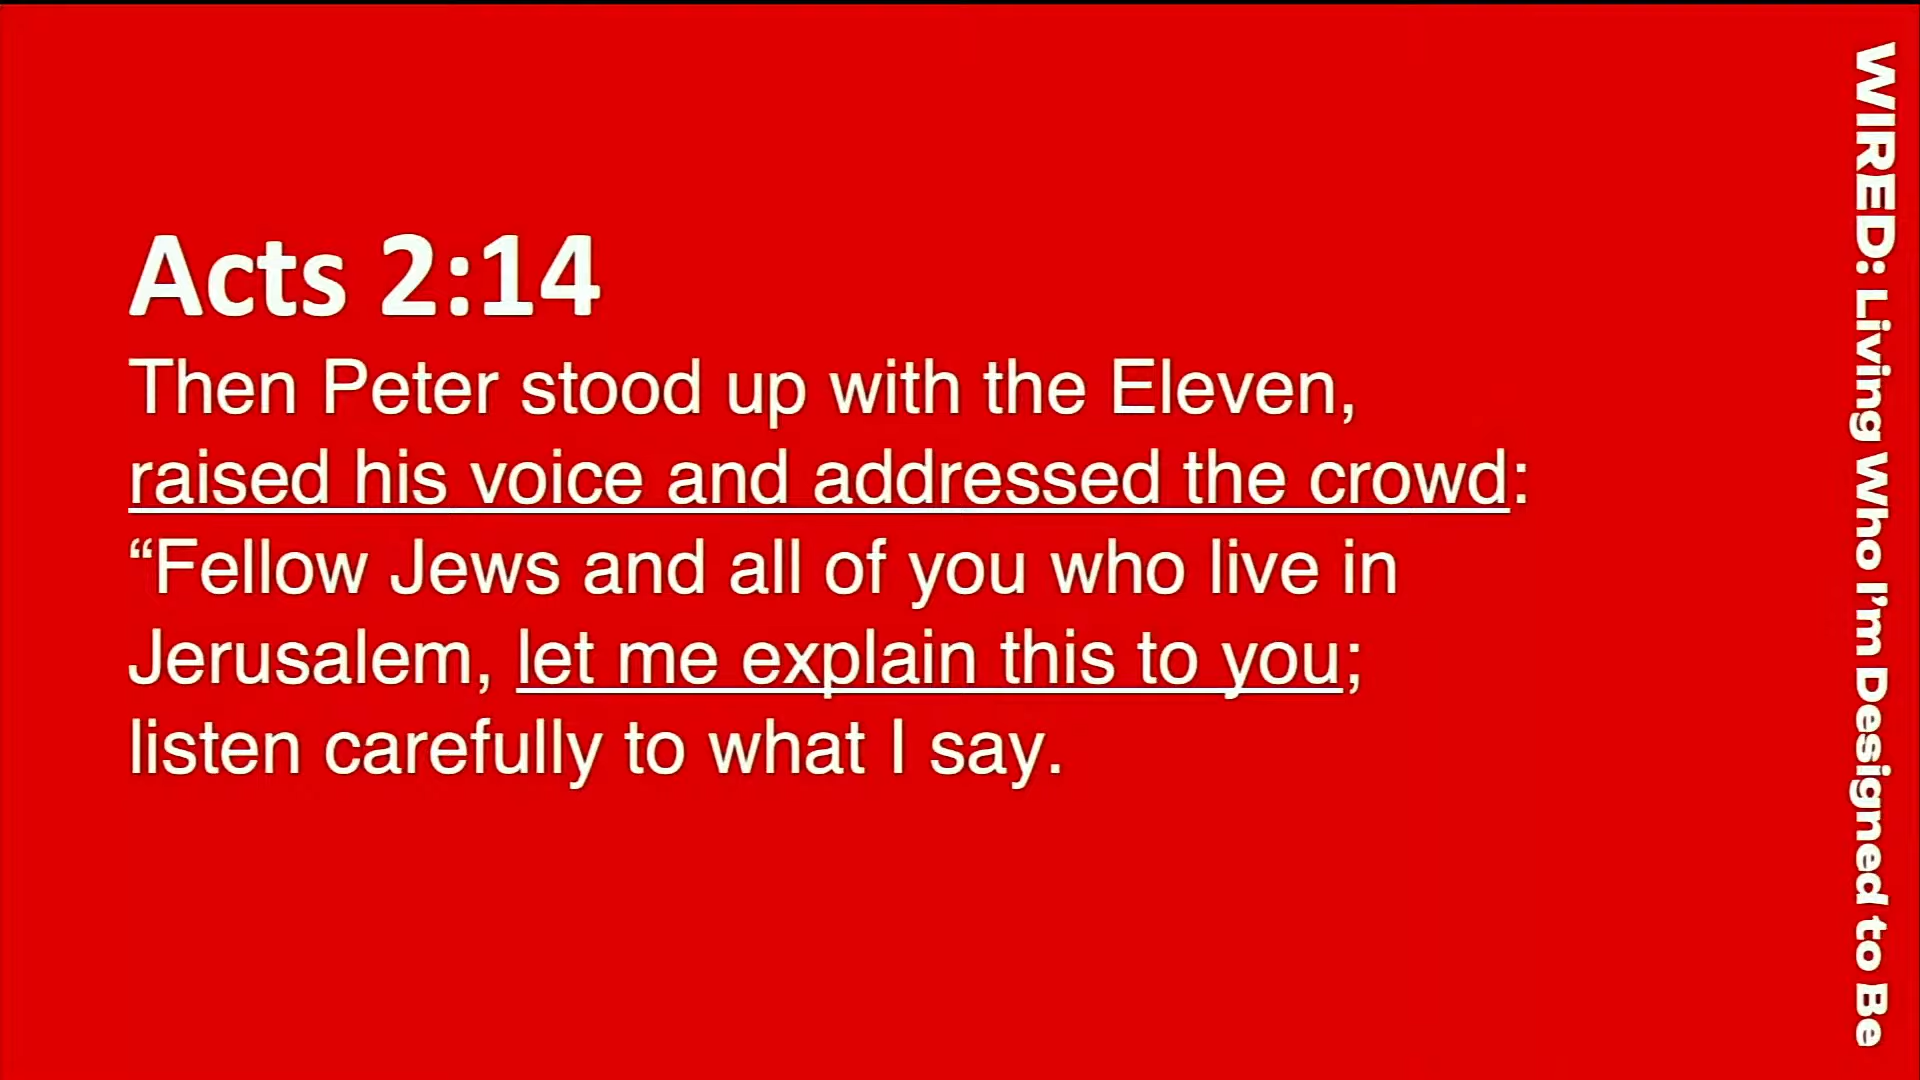 Acts 2:14
Then Peter stood up with the Eleven,
raised his voice and addressed the crowd:
“Fellow Jews and all of you who live in
Jerusalem, let me explain this to you;
listen carefully to what I say.
WIRED: Living Who I’m Designed to Be